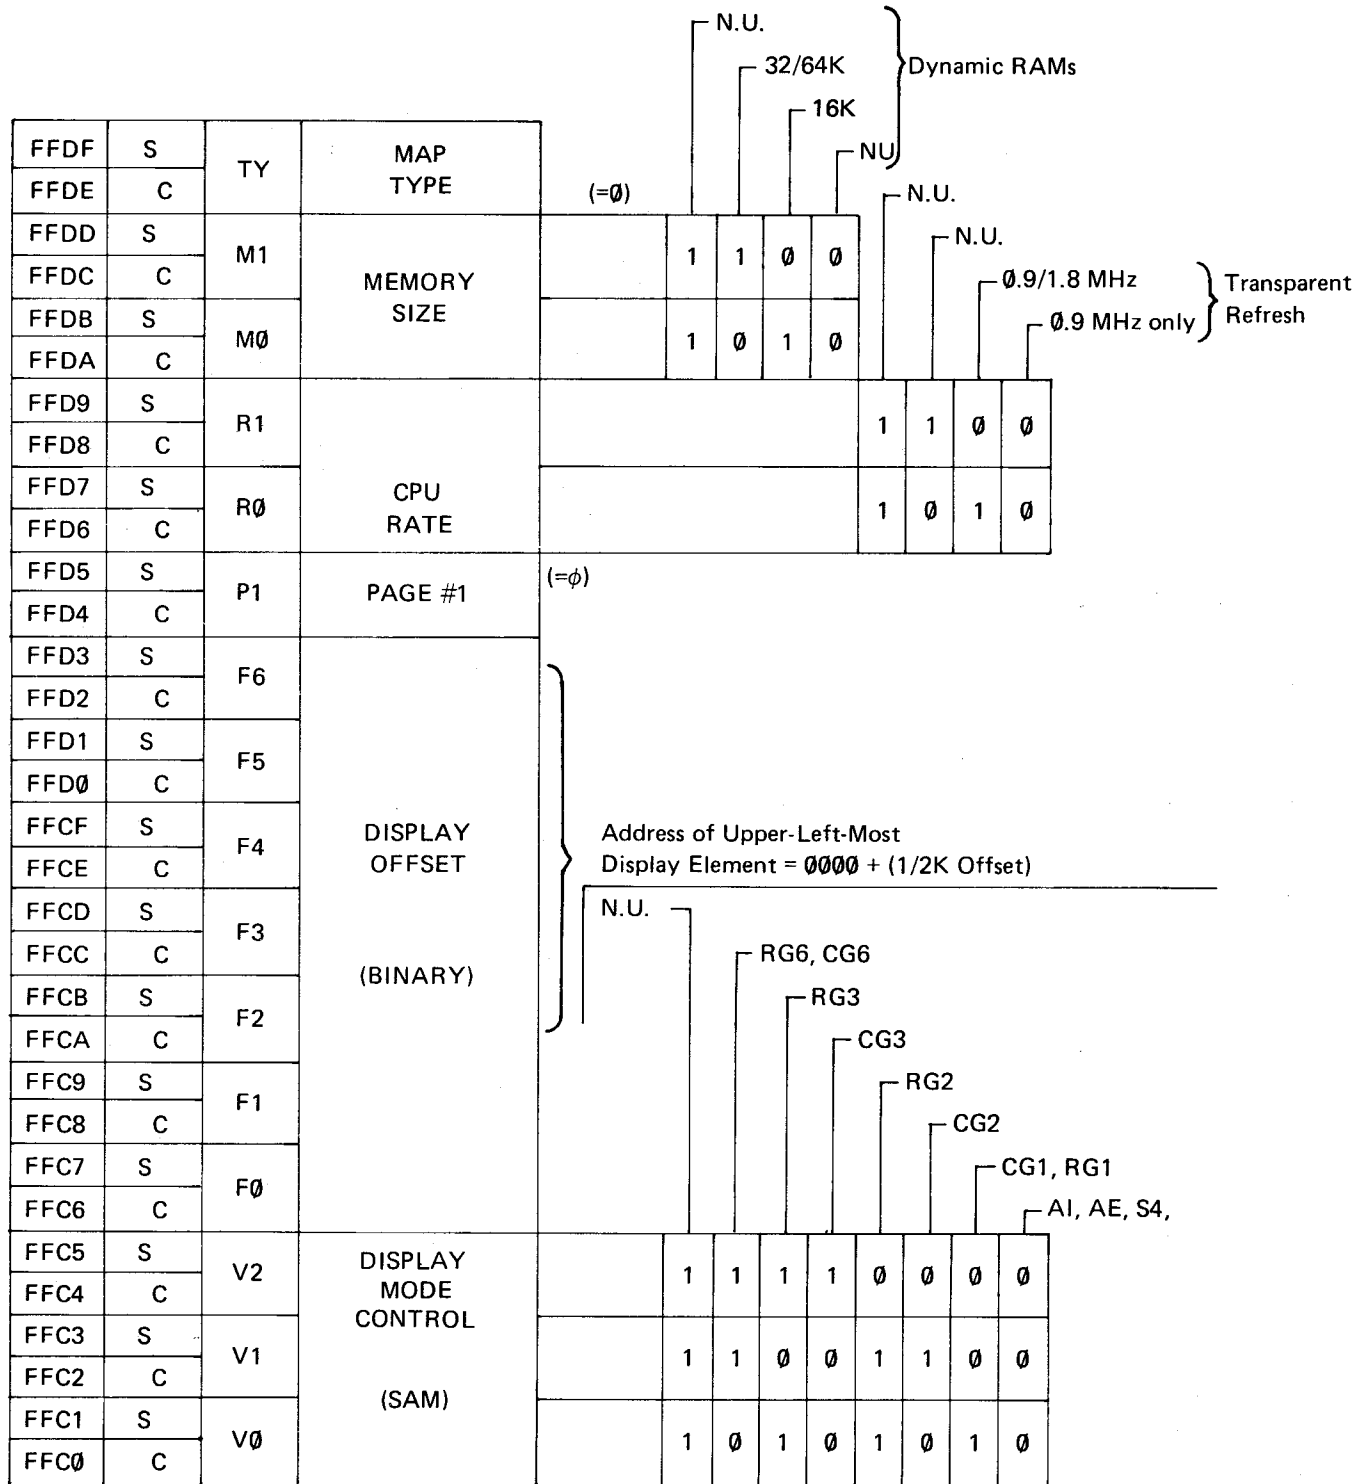 N.U.
32/64K
Dynamic RAMs
16K
NU
FFDF S TY MAP TYPE
FFDE C (=Ø)
N.U.
FFDD S M1 MEMORY SIZE 1 1 Ø Ø
N.U.
FFDC C
Ø.9/1.8 MHz
Transparent Refresh
FFDB S MØ 1 Ø 1 Ø
Ø.9 MHz only
FFDA C
FFD9 S R1 CPU RATE 1 1 Ø Ø
FFD8 C
FFD7 S RØ 1 Ø 1 Ø
FFD6 C
FFD5 S P1 PAGE #1 (=ϕ)
FFD4 C
FFD3 S F6
FFD2 C
FFD1 S F5
FFDØ C
FFCF S F4 DISPLAY OFFSET
Address of Upper-Left-Most
FFCE C
Display Element = ØØØØ + (1/2K Offset)
FFCD S F3
N.U.
FFCC C (BINARY)
RG6, CG6
FFCB S F2
RG3
FFCA C
CG3
FFC9 S F1
RG2
FFC8 C
CG2
FFC7 S FØ
CG1, RG1
FFC6 C
AI, AE, S4,
FFC5 S V2 DISPLAY MODE CONTROL 1 1 1 1 Ø Ø Ø Ø
FFC4 C
FFC3 S V1 1 1 Ø Ø 1 1 Ø Ø
FFC2 C (SAM)
FFC1 S VØ 1 Ø 1 Ø 1 Ø 1 Ø
FFCØ C